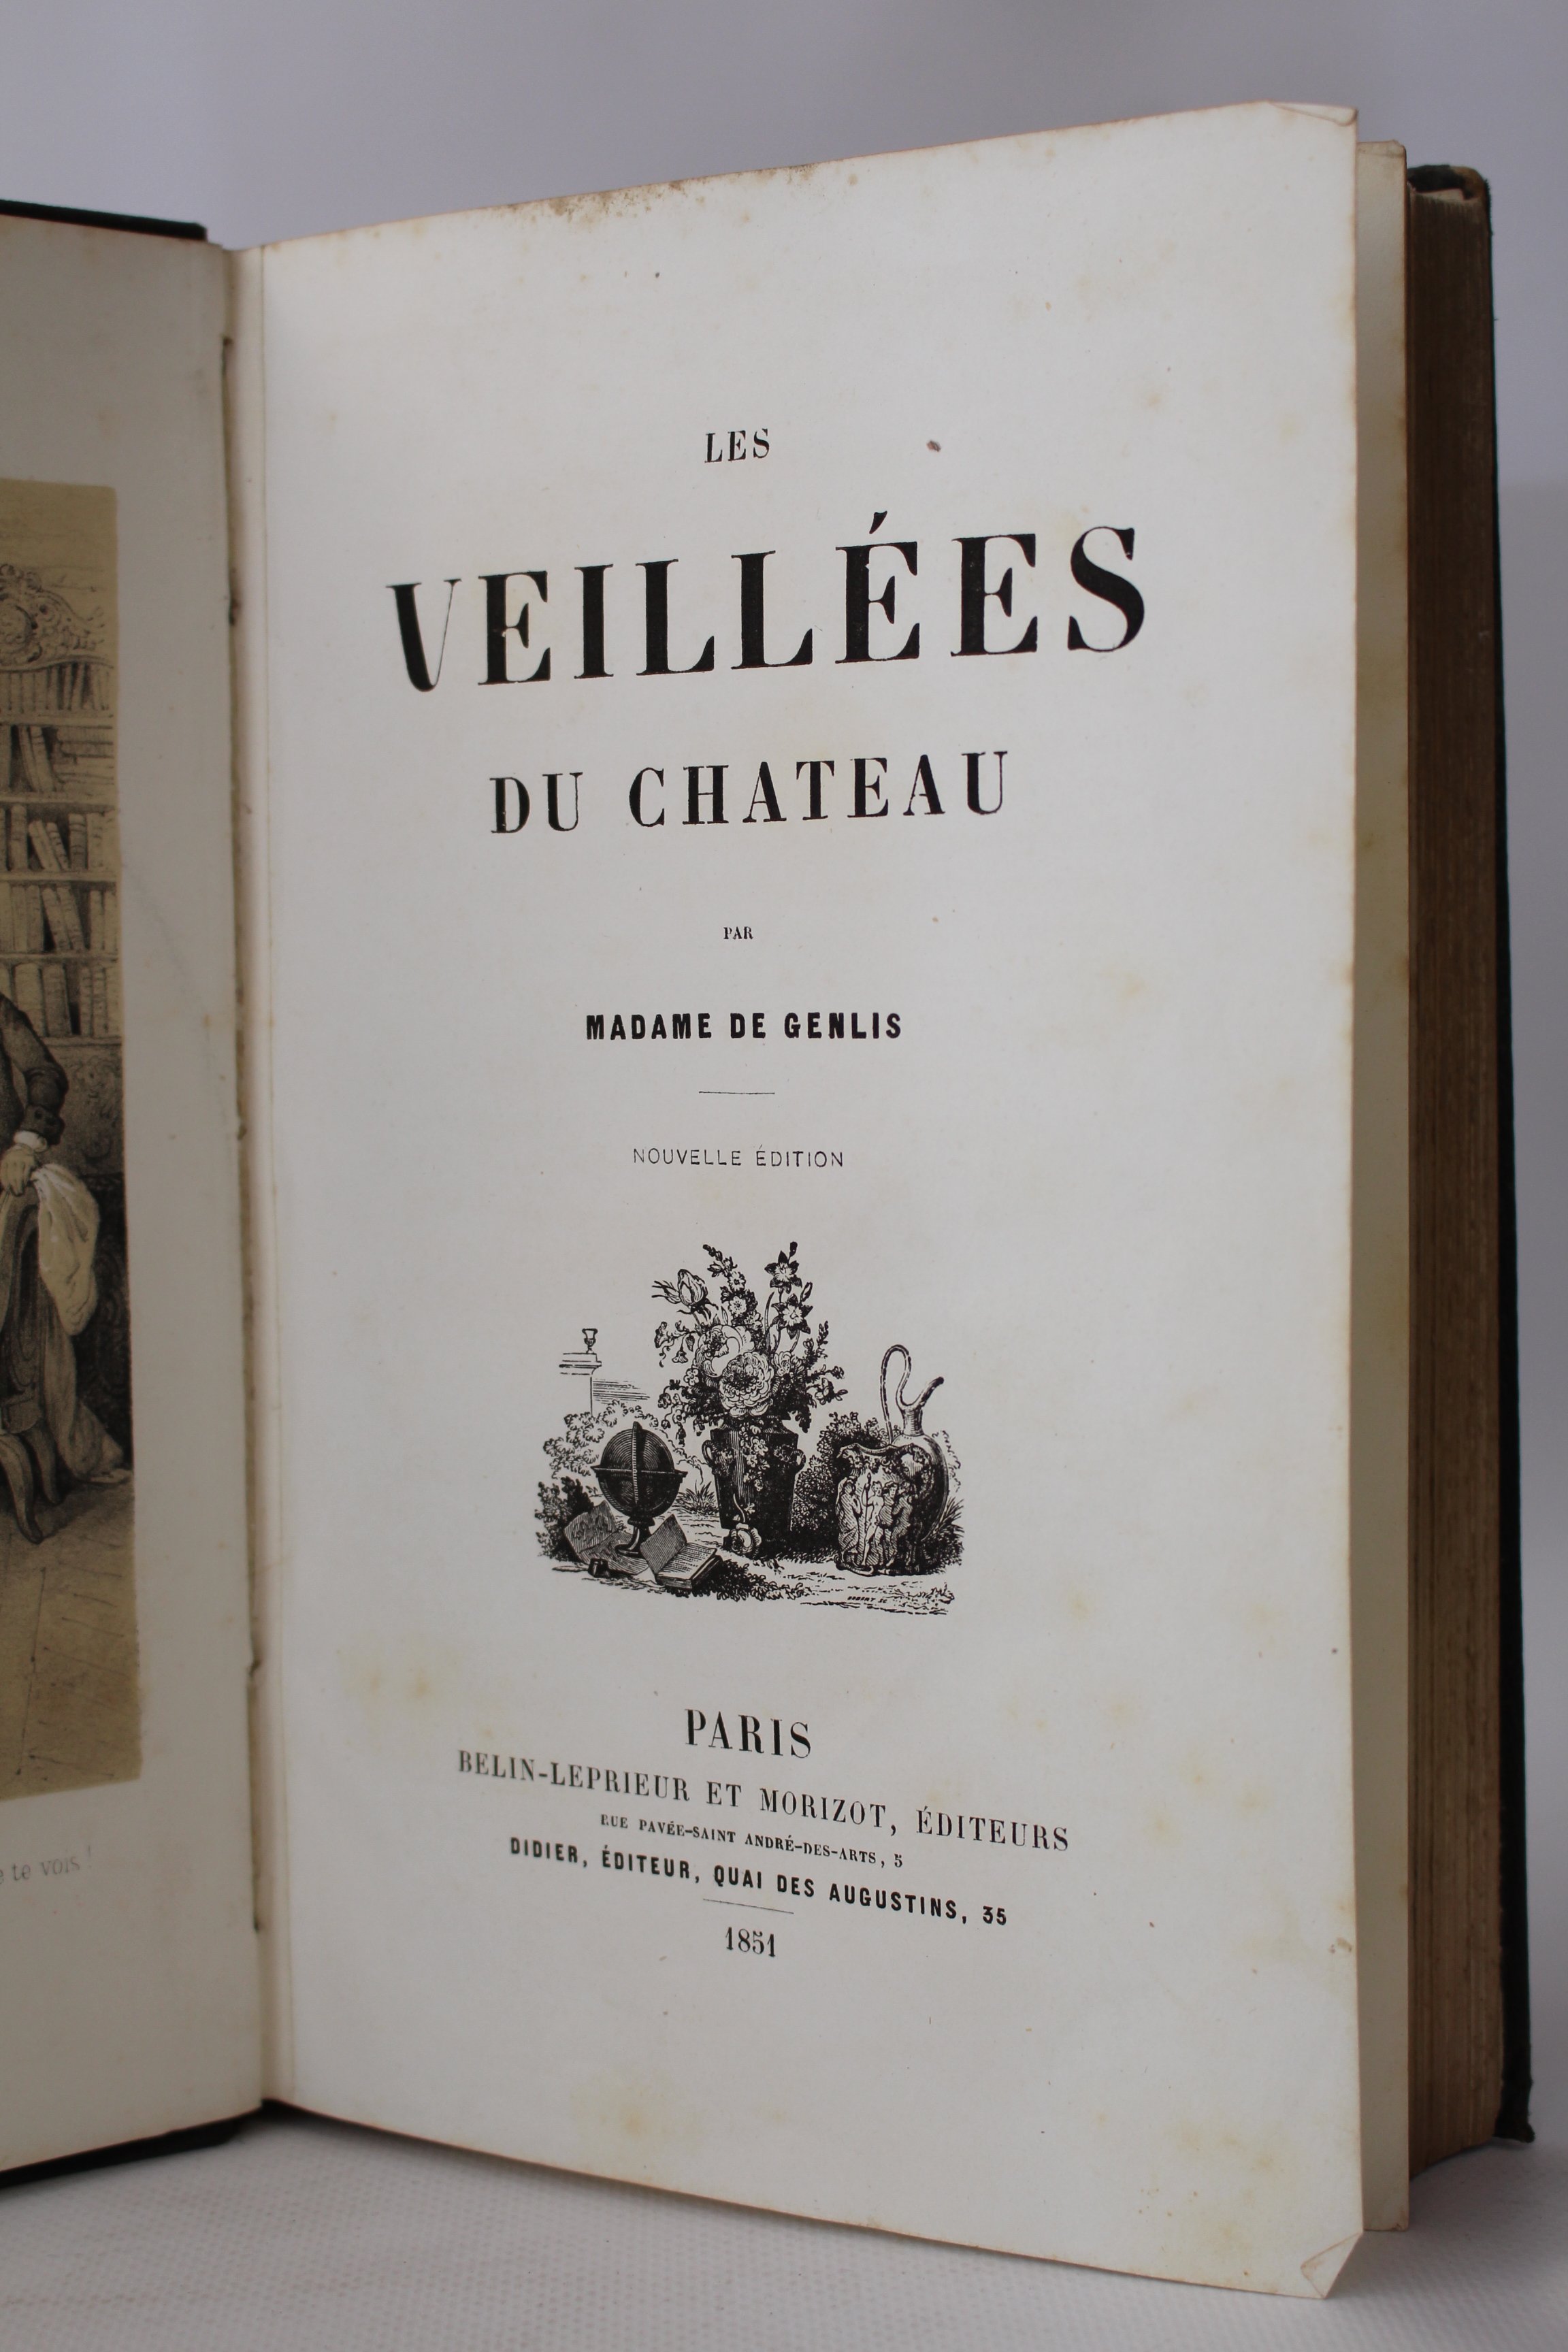 te vois !
LES
VEILLÉES
DU CHATEAU
PAR
MADAME DE GENLIS
NOUVELLE ÉDITION
PARIS
BELIN-LEPRIEUR ET MORIZOT, ÉDITEURS
RUE PAVÉE-SAINT ANDRÉ-DES-ARTS, 5
DIDIER, ÉDITEUR, QUAI DES AUGUSTINS, 35
1851